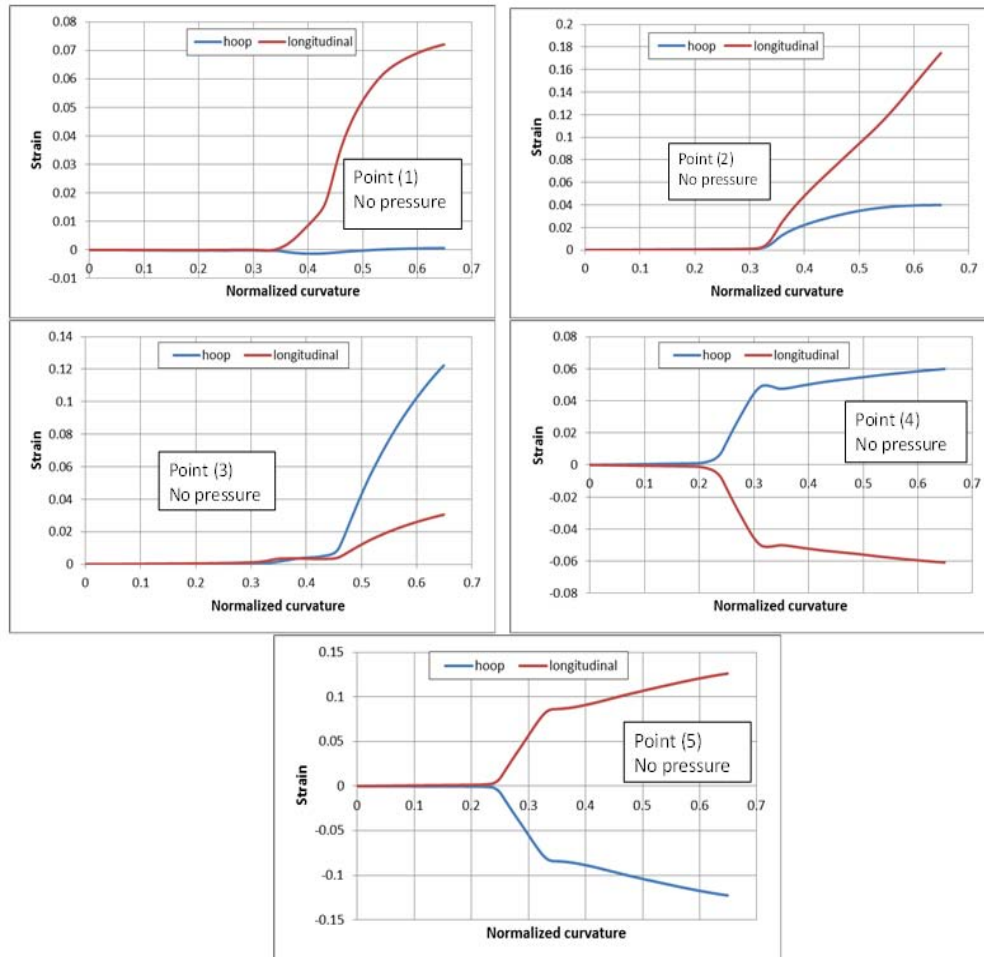 0.08
hoop longitudinal
0.07
0.06
0.05
0.04
0.03
0.02
0.01
0
-0.01
Strain
Point (1)
No pressure
0 0.1 0.2 0.3 0.4 0.5 0.6 0.7
Normalized curvature
0.2
0.18
hoop longitudinal
0.16
0.14
0.12
0.1
0.08
0.06
0.04
0.02
0
Strain
Point (2)
No pressure
0 0.1 0.2 0.3 0.4 0.5 0.6 0.7
Normalized curvature
0.14
hoop longitudinal
0.12
0.1
0.08
0.06
0.04
0.02
0
Strain
Point (3)
No pressure
0 0.1 0.2 0.3 0.4 0.5 0.6 0.7
Normalized curvature
0.08
hoop longitudinal
0.06
0.04
0.02
0
-0.02
-0.04
-0.06
-0.08
Strain
Point (4)
No pressure
0 0.1 0.2 0.3 0.4 0.5 0.6 0.7
Normalized curvature
0.15
hoop longitudinal
0.1
0.05
0
-0.05
-0.1
-0.15
Strain
Point (5)
No pressure
0 0.1 0.2 0.3 0.4 0.5 0.6 0.7
Normalized curvature